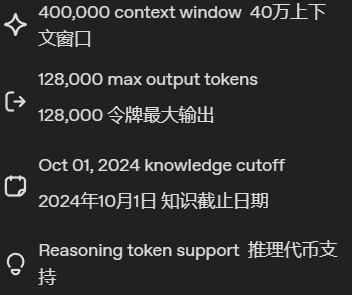 400,000 context window 40万上下
文窗口
128,000 max output tokens
128,000 令牌最大输出
Oct 01, 2024 knowledge cutoff
2024年10月1日 知识截止日期
Reasoning token support 推理代币支
持